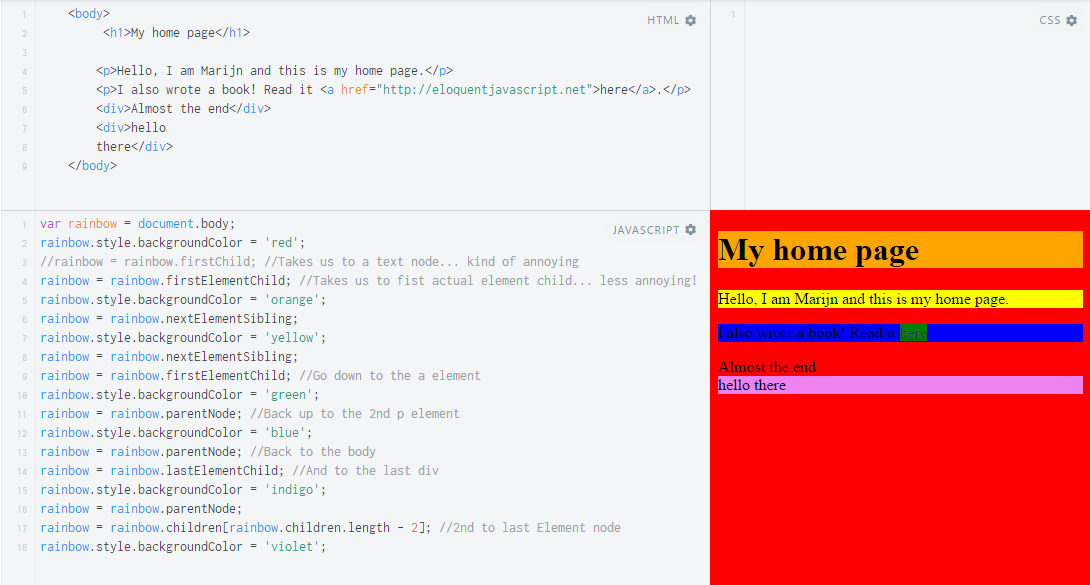 1 <body>
2 <h1>My home page</h1>
3
4 <p>Hello, I am Marijn and this is my home page.</p>
5 <p>I also wrote a book! Read it <a href="http://eloquentjavascript.net">here</a>.</p>
6 <div>Almost the end</div>
7 <div>hello
8 there</div>
9 </body>
HTML
1
CSS
1 var rainbow = document.body;
2 rainbow.style.backgroundColor = 'red';
3 //rainbow = rainbow.firstChild; //Takes us to a text node... kind of annoying
4 rainbow = rainbow.firstElementChild; //Takes us to fist actual element child... less annoying!
5 rainbow.style.backgroundColor = 'orange';
6 rainbow = rainbow.nextElementSibling;
7 rainbow.style.backgroundColor = 'yellow';
8 rainbow = rainbow.nextElementSibling;
9 rainbow = rainbow.firstElementChild; //Go down to the a element
10 rainbow.style.backgroundColor = 'green';
11 rainbow = rainbow.parentNode; //Back up to the 2nd p element
12 rainbow.style.backgroundColor = 'blue';
13 rainbow = rainbow.parentNode; //Back to the body
14 rainbow = rainbow.lastElementChild; //And to the last div
15 rainbow.style.backgroundColor = 'indigo';
16 rainbow = rainbow.parentNode;
17 rainbow = rainbow.children[rainbow.children.length - 2]; //2nd to last Element node
18 rainbow.style.backgroundColor = 'violet';
JAVASCRIPT
My home page
Hello, I am Marijn and this is my home page.
I also wrote a book! Read it here.
Almost the end
hello there